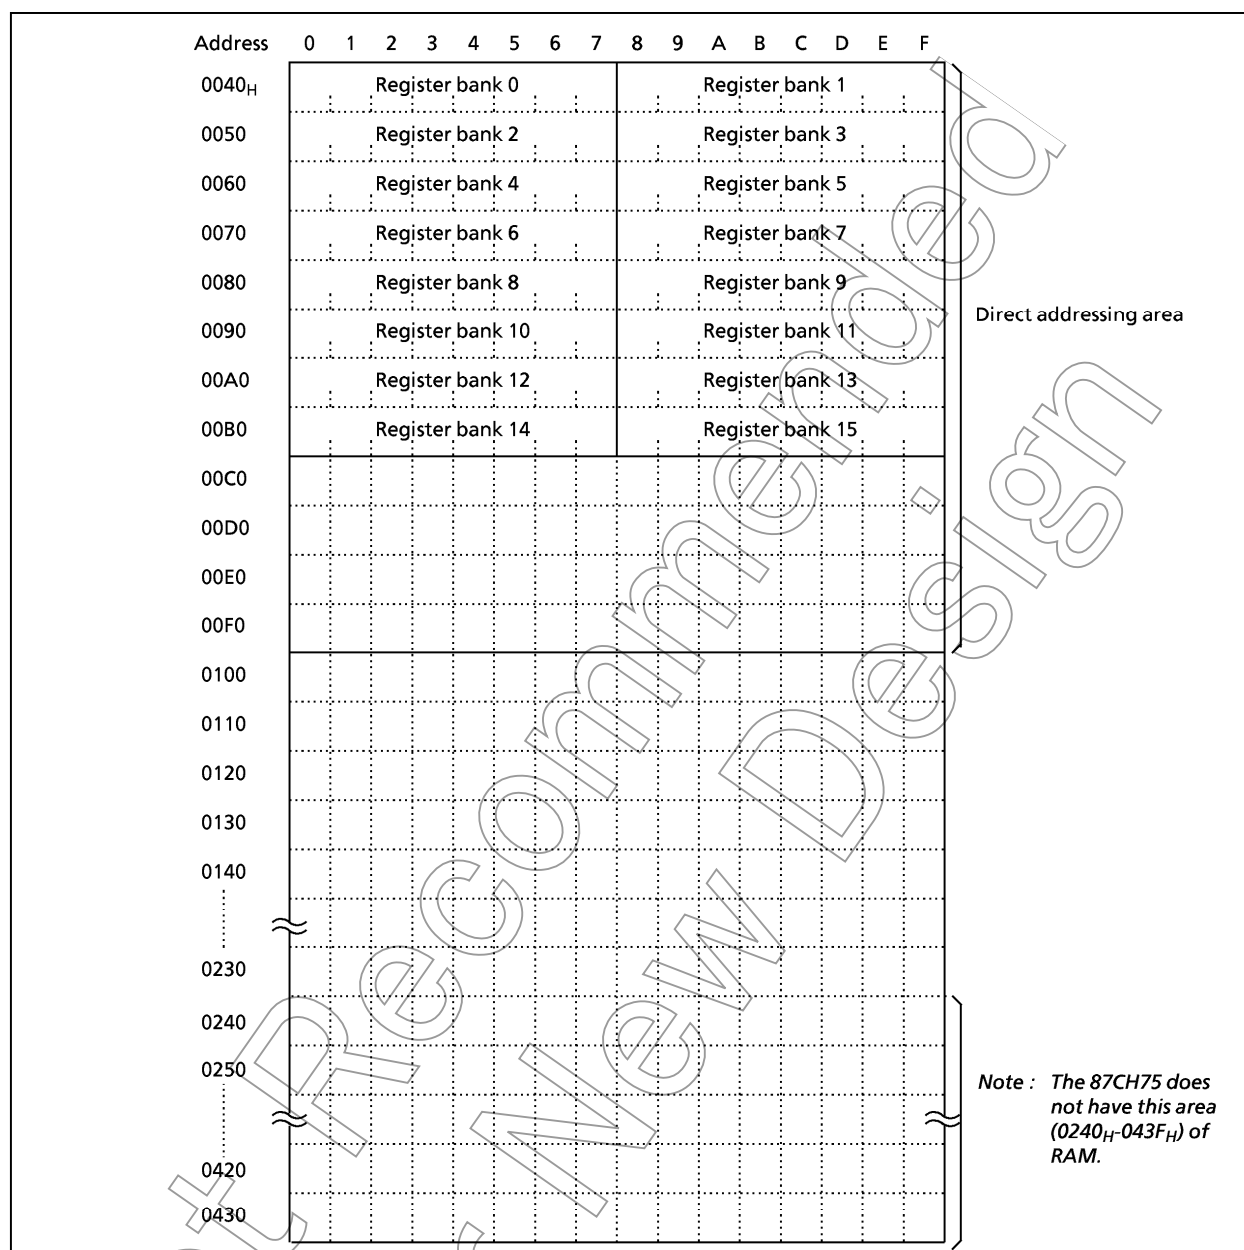 Address 0 1 2 3 4 5 6 7 8 9 A B C D E F
0040H Register bank 0 Register bank 1
0050 Register bank 2 Register bank 3
0060 Register bank 4 Register bank 5
0070 Register bank 6 Register bank 7
0080 Register bank 8 Register bank 9
0090 Register bank 10 Register bank 11
Direct addressing area
00A0 Register bank 12 Register bank 13
00B0 Register bank 14 Register bank 15
00C0
00D0
00E0
00F0
0100
0110
0120
0130
0140
0230
0240
0250
0420
0430
Note : The 87CH75 does
not have this area
(0240H-043FH) of
RAM.
Recommended
New Design